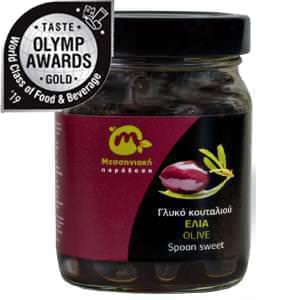 TASTE
OLYMP
AWARDS
GOLD
World Class of Food & Beverage
'19
Μεσσηνιακή
παράδοση
Γλυκό κουταλιού
ΕΛΙΑ
OLIVE
Spoon sweet